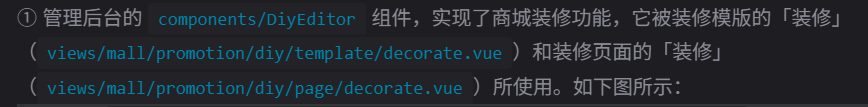 ① 管理后台的 components/DiyEditor 组件，实现了商城装修功能，它被装修模版的「装修」
（ views/mall/promotion/diy/template/decorate.vue ）和装修页面的「装修」
（ views/mall/promotion/diy/page/decorate.vue ）所使用。如下图所示：